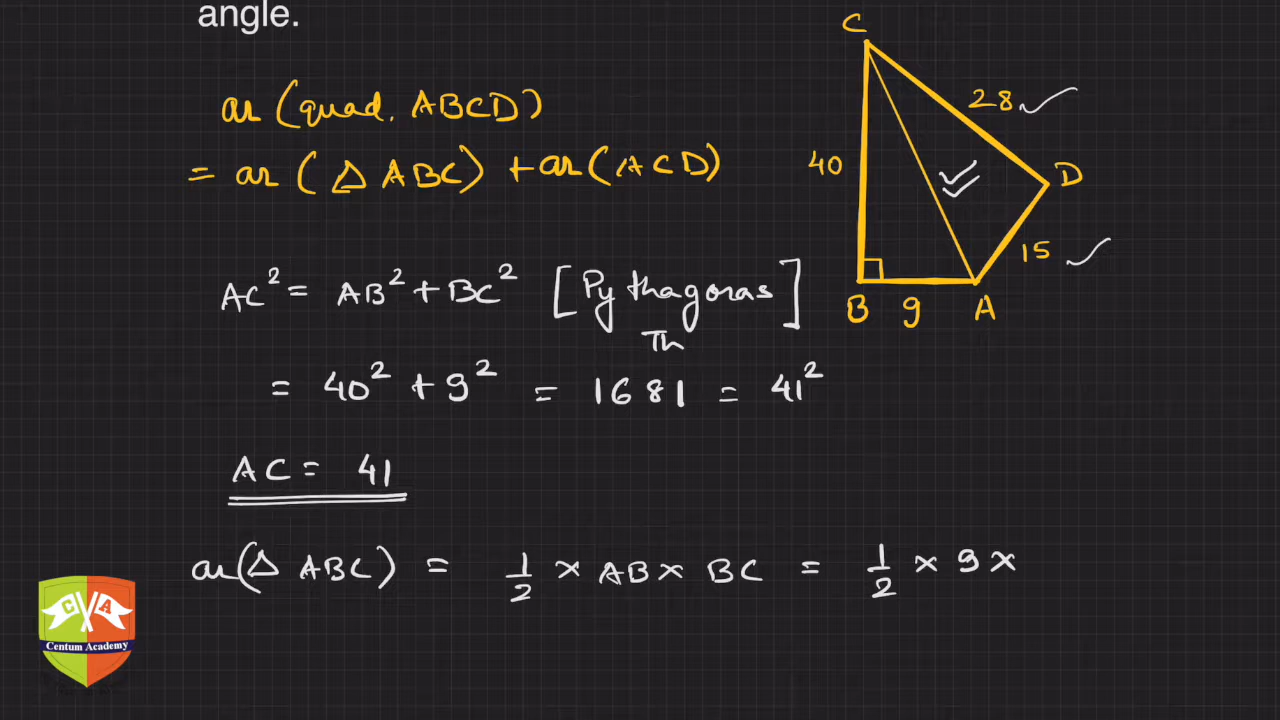 angle.
ar (quad. ABCD)
= ar (Δ ABC) + ar (ACD)
AC² = AB² + BC² [Pythagoras
Th]
= 40² + 9² = 1681 = 41²
AC = 41
ar(Δ ABC) = 1/2 × AB × BC = 1/2 × 9 ×
C
28
40
D
15
B 9 A
C A
Centum Academy